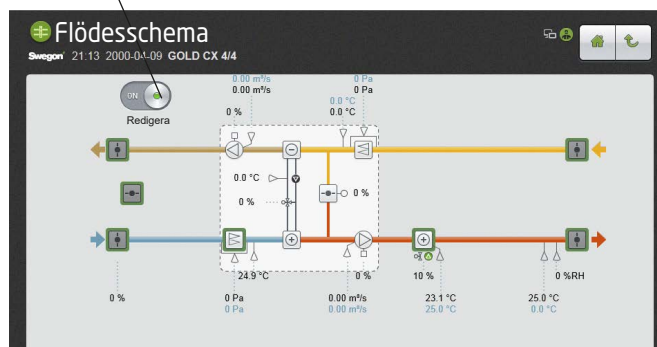 Flödesschema
Swegon 21:13 2000-04-09 GOLD CX 4/4
ON
Redigera
0.00 m³/s
0.00 m³/s
0 Pa
0 Pa
0 %
0.0 °C
0.0 °C
0.0 °C
0 %
0 %
24.9 °C
0 %
10 %
0 %RH
0 %
0 Pa
0 Pa
0.00 m³/s
0.00 m³/s
23.1 °C
25.0 °C
25.0 °C
0.0 °C